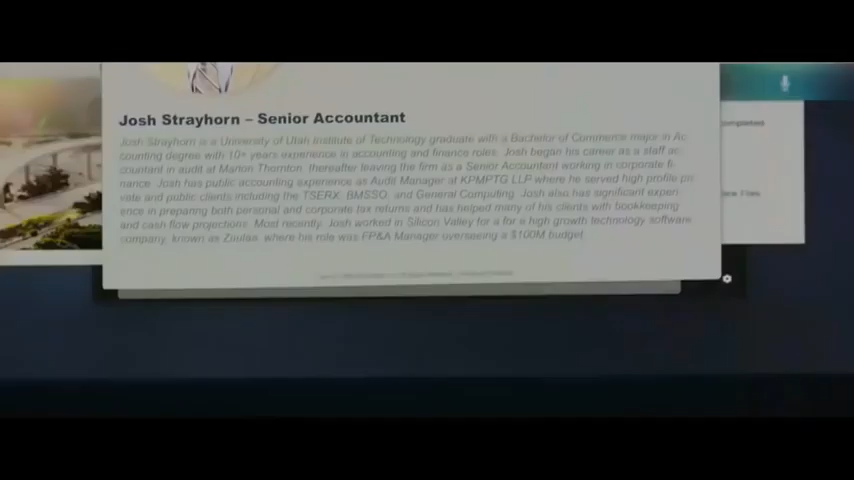 Josh Strayhorn – Senior Accountant
Josh Strayhorn is a University of Utah Institute of Technology graduate with a Bachelor of Commerce major in Ac-
counting degree with 10+ years experience in accounting and finance roles. Josh began his career as a staff ac-
countant in audit at Marion Thornton, thereafter leaving the firm as a Senior Accountant working in corporate fi-
nance. Josh has public accounting experience as Audit Manager at KPMPTG LLP where he served high profile pri-
vate and public clients including the TSERX, BMSSO, and General Computing. Josh also has significant experi-
ence in preparing both personal and corporate tax returns and has helped many of his clients with bookkeeping
and cash flow projections. Most recently, Josh worked in Silicon Valley for a for a high growth technology software
company, known as where his role was FP&A Manager overseeing a $100M budget.
completed
Files